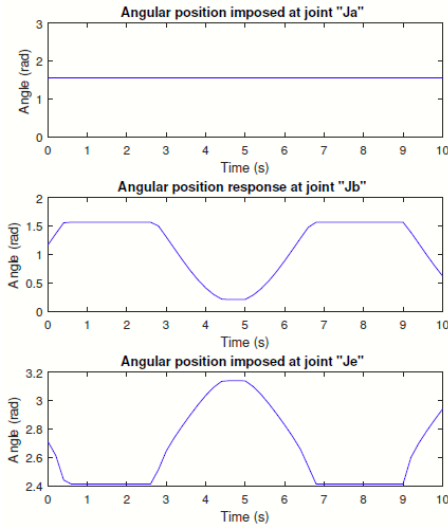 Angular position imposed at joint "Ja"
3
2
1
0
Angle (rad)
0 1 2 3 4 5 6 7 8 9 10
Time (s)
Angular position response at joint "Jb"
2
1.5
1
0.5
0
Angle (rad)
0 1 2 3 4 5 6 7 8 9 10
Time (s)
Angular position imposed at joint "Je"
3.2
3
2.8
2.6
2.4
Angle (rad)
0 1 2 3 4 5 6 7 8 9 10
Time (s)